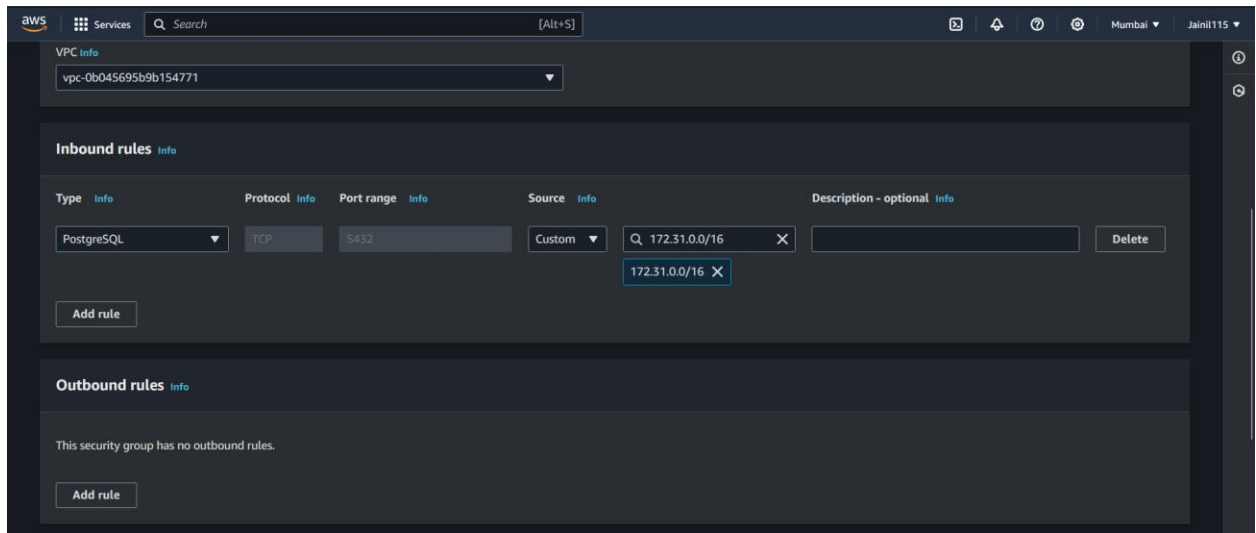 aws Services Search [Alt+S] Mumbai Jainil115
VPC Info
vpc-0b045695b9b154771
Inbound rules Info
Type Info Protocol Info Port range Info Source Info Description - optional Info
PostgreSQL TCP 5432 Custom 172.31.0.0/16 Delete
172.31.0.0/16
Add rule
Outbound rules Info
This security group has no outbound rules.
Add rule